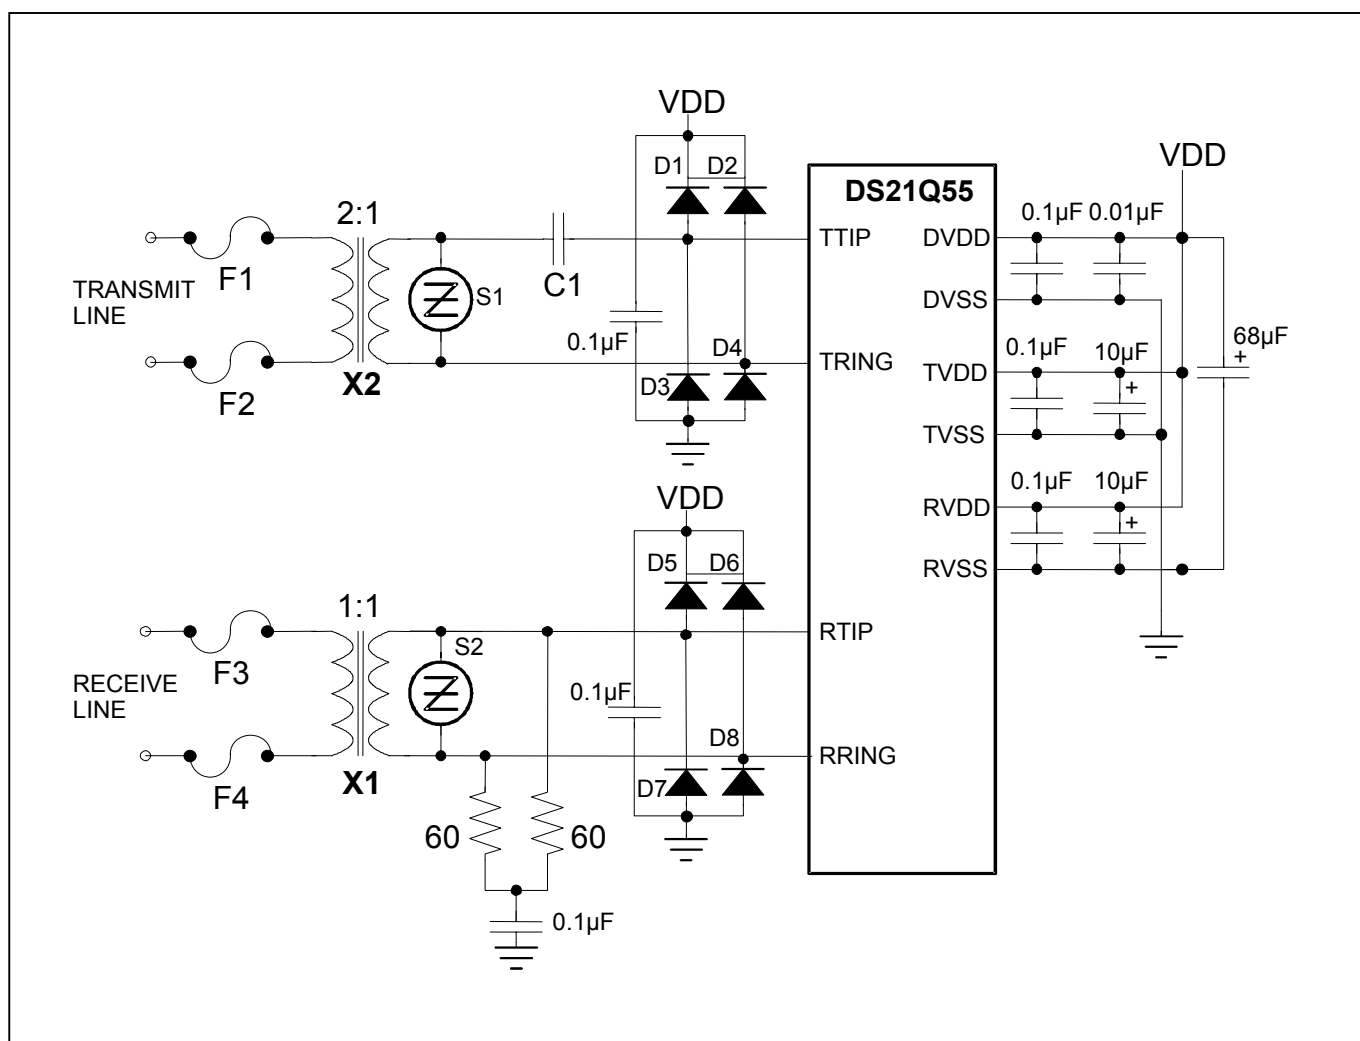 VDD
D1 D2
VDD
DS21Q55
2:1
0.1µF 0.01µF
TTIP DVDD
F1
C1
TRANSMIT
LINE
S1
DVSS
0.1µF
D4
68µF
+
0.1µF 10µF
TRING TVDD
X2
D3
+
F2
TVSS
VDD
0.1µF 10µF
RVDD
+
D5 D6
RVSS
1:1
RTIP
S2
F3
RECEIVE
LINE
0.1µF
D8
RRING
X1
D7
F4
60 60
0.1µF